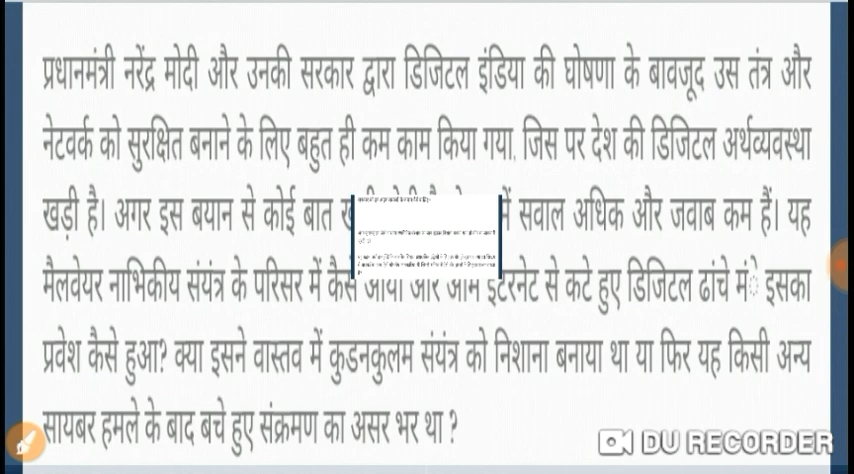 प्रधानमंत्री नरेंद्र मोदी और उनकी सरकार द्वारा डिजिटल इंडिया की घोषणा के बावजूद उस तंत्र और
नेटवर्क को सुरक्षित बनाने के लिए बहुत ही कम काम किया गया, जिस पर देश की डिजिटल अर्थव्यवस्था
खड़ी है। अगर इस बयान से कोई बात में सवाल अधिक और जवाब कम हैं। यह
मैलवेयर नाभिकीय संयंत्र के परिसर में कैसे आया और आम इंटरनेट से कटे हुए डिजिटल ढांचे मंे इसका
प्रवेश कैसे हुआ? क्या इसने वास्तव में कुडनकुलम संयंत्र को निशाना बनाया था या फिर यह किसी अन्य
सायबर हमले के बाद बचे हुए संक्रमण का असर भर था ?
DU RECORDER